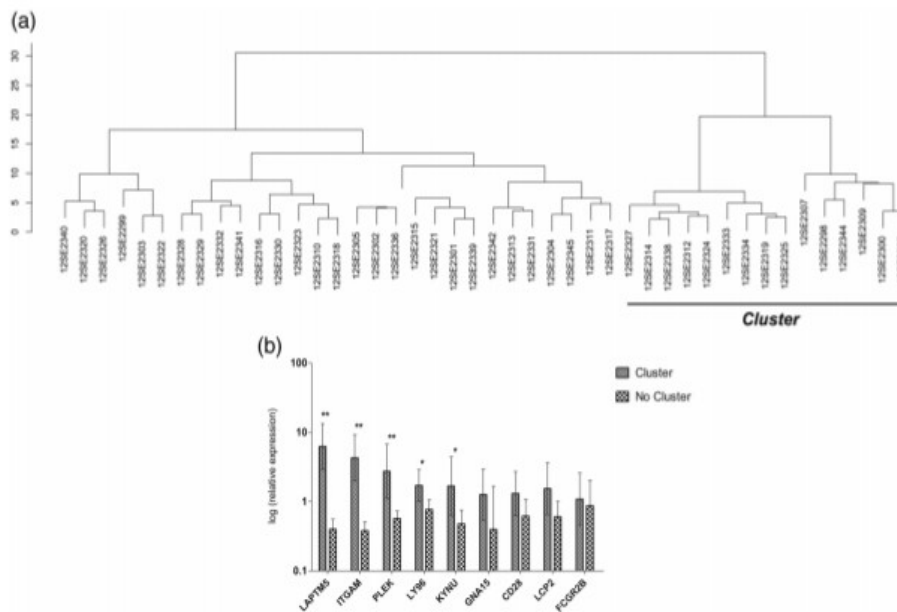 (a)
30
25
20
15
10
5
0
12SE2340
12SE2320
12SE2326
12SE2299
12SE2303
12SE2322
12SE2328
12SE2329
12SE2332
12SE2341
12SE2316
12SE2330
12SE2323
12SE2310
12SE2318
12SE2305
12SE2302
12SE2336
12SE2315
12SE2321
12SE2301
12SE2339
12SE2342
12SE2313
12SE2331
12SE2304
12SE2345
12SE2311
12SE2317
12SE2327
12SE2314
12SE2338
12SE2312
12SE2324
12SE2333
12SE2334
12SE2319
12SE2325
12SE2307
12SE2298
12SE2344
12SE2309
12SE2300
Cluster
(b)
100
10
1
0.1
log (relative expression)
**
**
**
*
*
Cluster
No Cluster
LAPTM5
ITGAM
PLEK
LY96
KYNU
GNA15
CD28
LCP2
FCGR2B